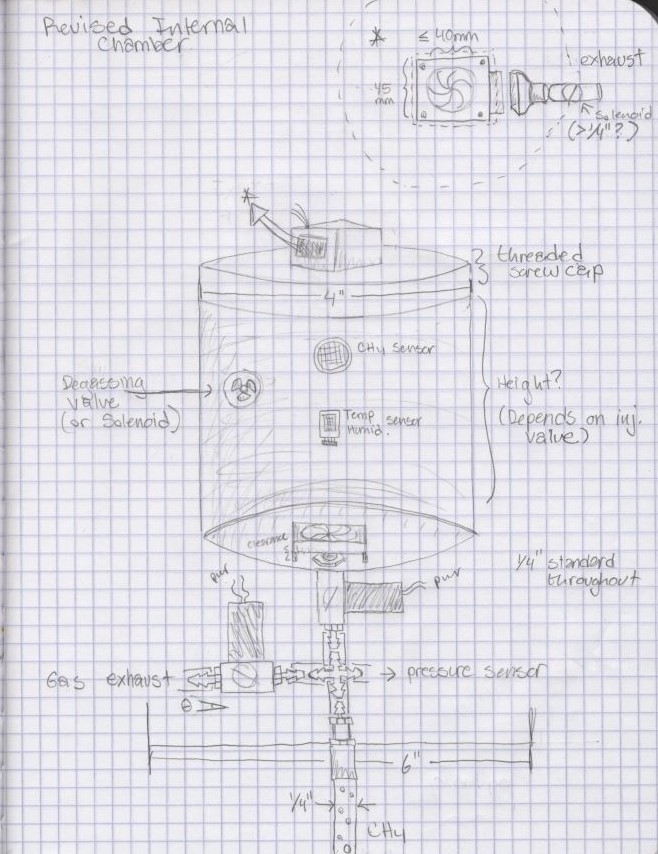 Revised Internal
Chamber
*
≤ 40mm
45
mm
exhaust
Solenoid
(>1/4"?)
*
threaded
screw cap
4"
CH4 sensor
Degassing
valve
(or Solenoid)
Temp
Humid. sensor
Height?
(Depends on inj.
value)
clearance
1/4" standard
throughout
pwr
pwr
Gas exhaust
→ pressure sensor
6"
1/4"
CH4